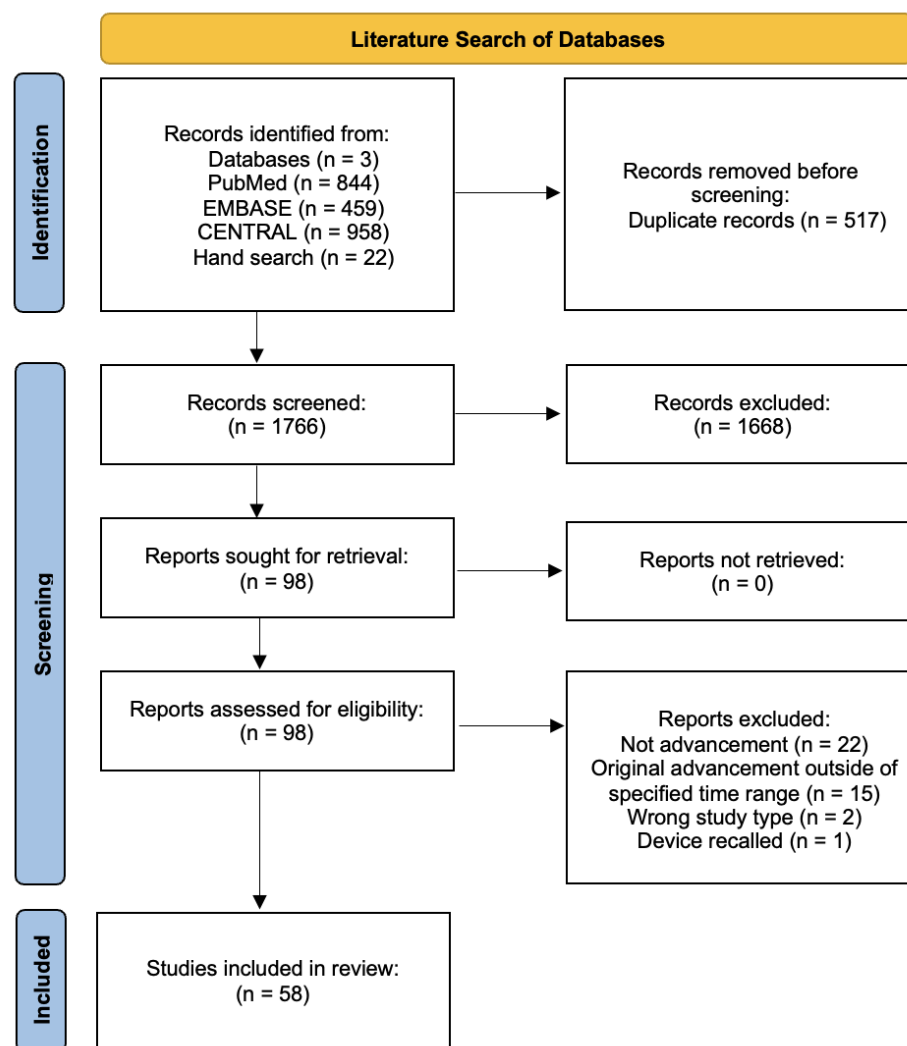 Literature Search of Databases
Identification
Records identified from:
Databases (n = 3)
PubMed (n = 844)
EMBASE (n = 459)
CENTRAL (n = 958)
Hand search (n = 22)
Records removed before
screening:
Duplicate records (n = 517)
Screening
Records screened:
(n = 1766)
Records excluded:
(n = 1668)
Reports sought for retrieval:
(n = 98)
Reports not retrieved:
(n = 0)
Reports assessed for eligibility:
(n = 98)
Reports excluded:
Not advancement (n = 22)
Original advancement outside of
specified time range (n = 15)
Wrong study type (n = 2)
Device recalled (n = 1)
Included
Studies included in review:
(n = 58)